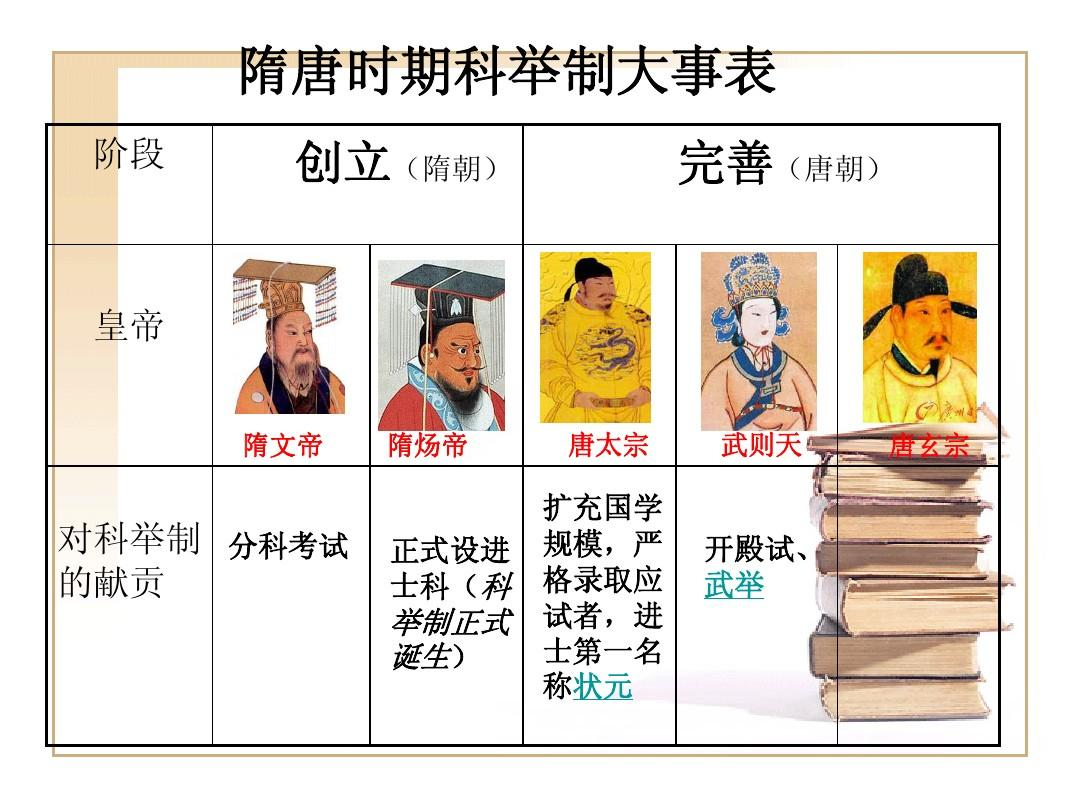 隋唐时期科举制大事表
阶段
创立（隋朝）
完善（唐朝）
皇帝
隋文帝
隋炀帝
唐太宗
武则天
唐玄宗
对科举制
的献贡
分科考试
正式设进
士科（科
举制正式
诞生）
扩充国学
规模，严
格录取应
试者，进
士第一名
称状元
开殿试、
武举